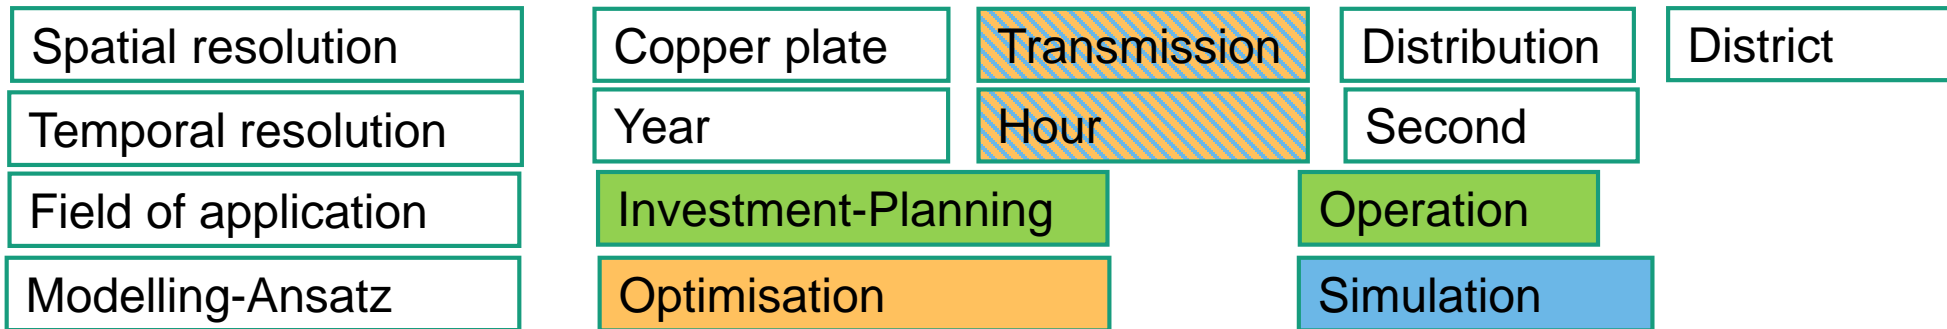 Spatial resolution Copper plate Transmission Distribution District
Temporal resolution Year Hour Second
Field of application Investment-Planning Operation
Modelling-Ansatz Optimisation Simulation